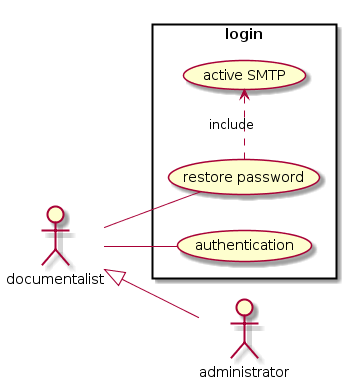 login
active SMTP
include
restore password
authentication
documentalist
administrator